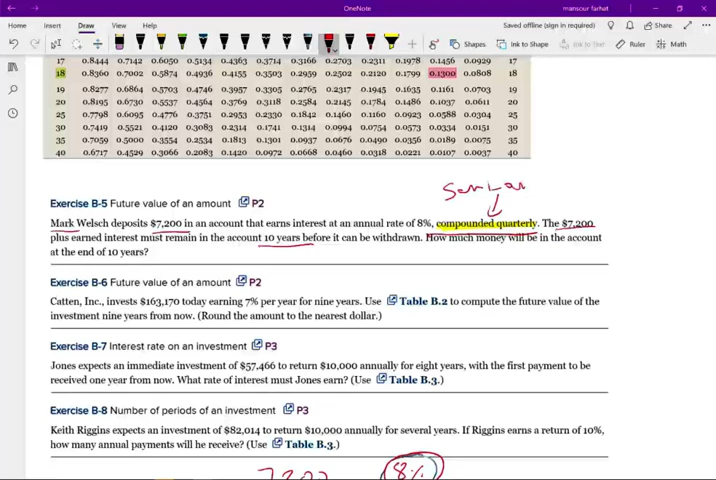 OneNote
mansour farhat
Home Insert Draw View Help Saved offline (sign in required) Share
Shapes Ink to Shape Ink to Text Ruler Math
17 0.8444 0.7142 0.6050 0.5134 0.4363 0.3714 0.3166 0.2703 0.2311 0.1978 0.1456 0.0929 17
18 0.8360 0.7002 0.5874 0.4936 0.4155 0.3503 0.2959 0.2502 0.2120 0.1799 0.1300 0.0808 18
19 0.8277 0.6864 0.5703 0.4746 0.3957 0.3305 0.2765 0.2317 0.1945 0.1635 0.1161 0.0703 19
20 0.8195 0.6730 0.5537 0.4564 0.3769 0.3118 0.2584 0.2145 0.1784 0.1486 0.1037 0.0611 20
25 0.7798 0.6095 0.4776 0.3751 0.2953 0.2330 0.1842 0.1460 0.1160 0.0923 0.0588 0.0304 25
30 0.7419 0.5521 0.4120 0.3083 0.2314 0.1741 0.1314 0.0994 0.0754 0.0573 0.0334 0.0151 30
35 0.7059 0.5000 0.3554 0.2534 0.1813 0.1301 0.0937 0.0676 0.0490 0.0356 0.0189 0.0075 35
40 0.6717 0.4529 0.3066 0.2083 0.1420 0.0972 0.0668 0.0460 0.0318 0.0221 0.0107 0.0037 40
Exercise B-5 Future value of an amount P2
Mark Welsch deposits $7,200 in an account that earns interest at an annual rate of 8%, compounded quarterly. The $7,200
plus earned interest must remain in the account 10 years before it can be withdrawn. How much money will be in the account
at the end of 10 years?
Exercise B-6 Future value of an amount P2
Catten, Inc., invests $163,170 today earning 7% per year for nine years. Use Table B.2 to compute the future value of the
investment nine years from now. (Round the amount to the nearest dollar.)
Exercise B-7 Interest rate on an investment P3
Jones expects an immediate investment of $57,466 to return $10,000 annually for eight years, with the first payment to be
received one year from now. What rate of interest must Jones earn? (Use Table B.3.)
Exercise B-8 Number of periods of an investment P3
Keith Riggins expects an investment of $82,014 to return $10,000 annually for several years. If Riggins earns a return of 10%,
how many annual payments will he receive? (Use Table B.3.)
7200 8%